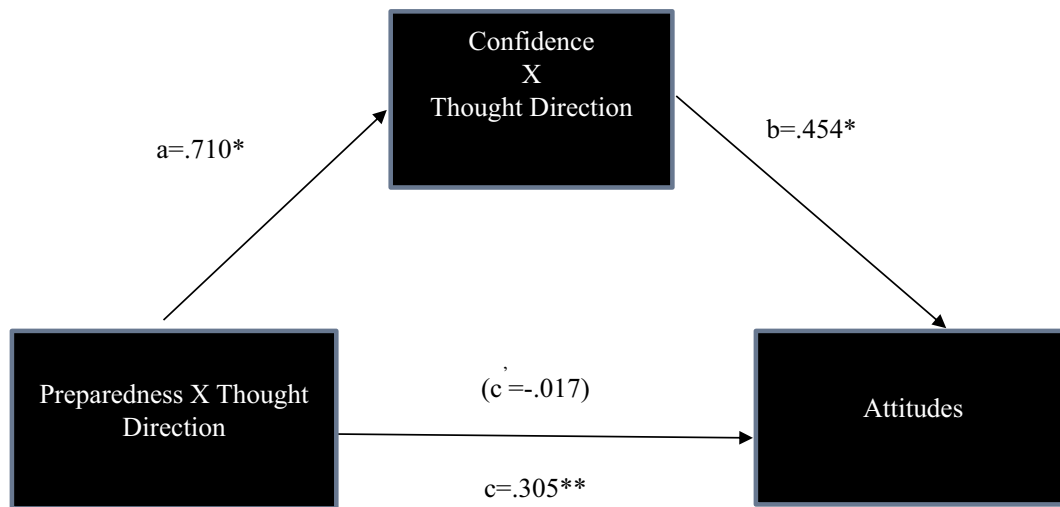 Confidence
X
Thought Direction
a=.710*
b=.454*
Preparedness X Thought
Direction
(c’=-.017)
c=.305**
Attitudes